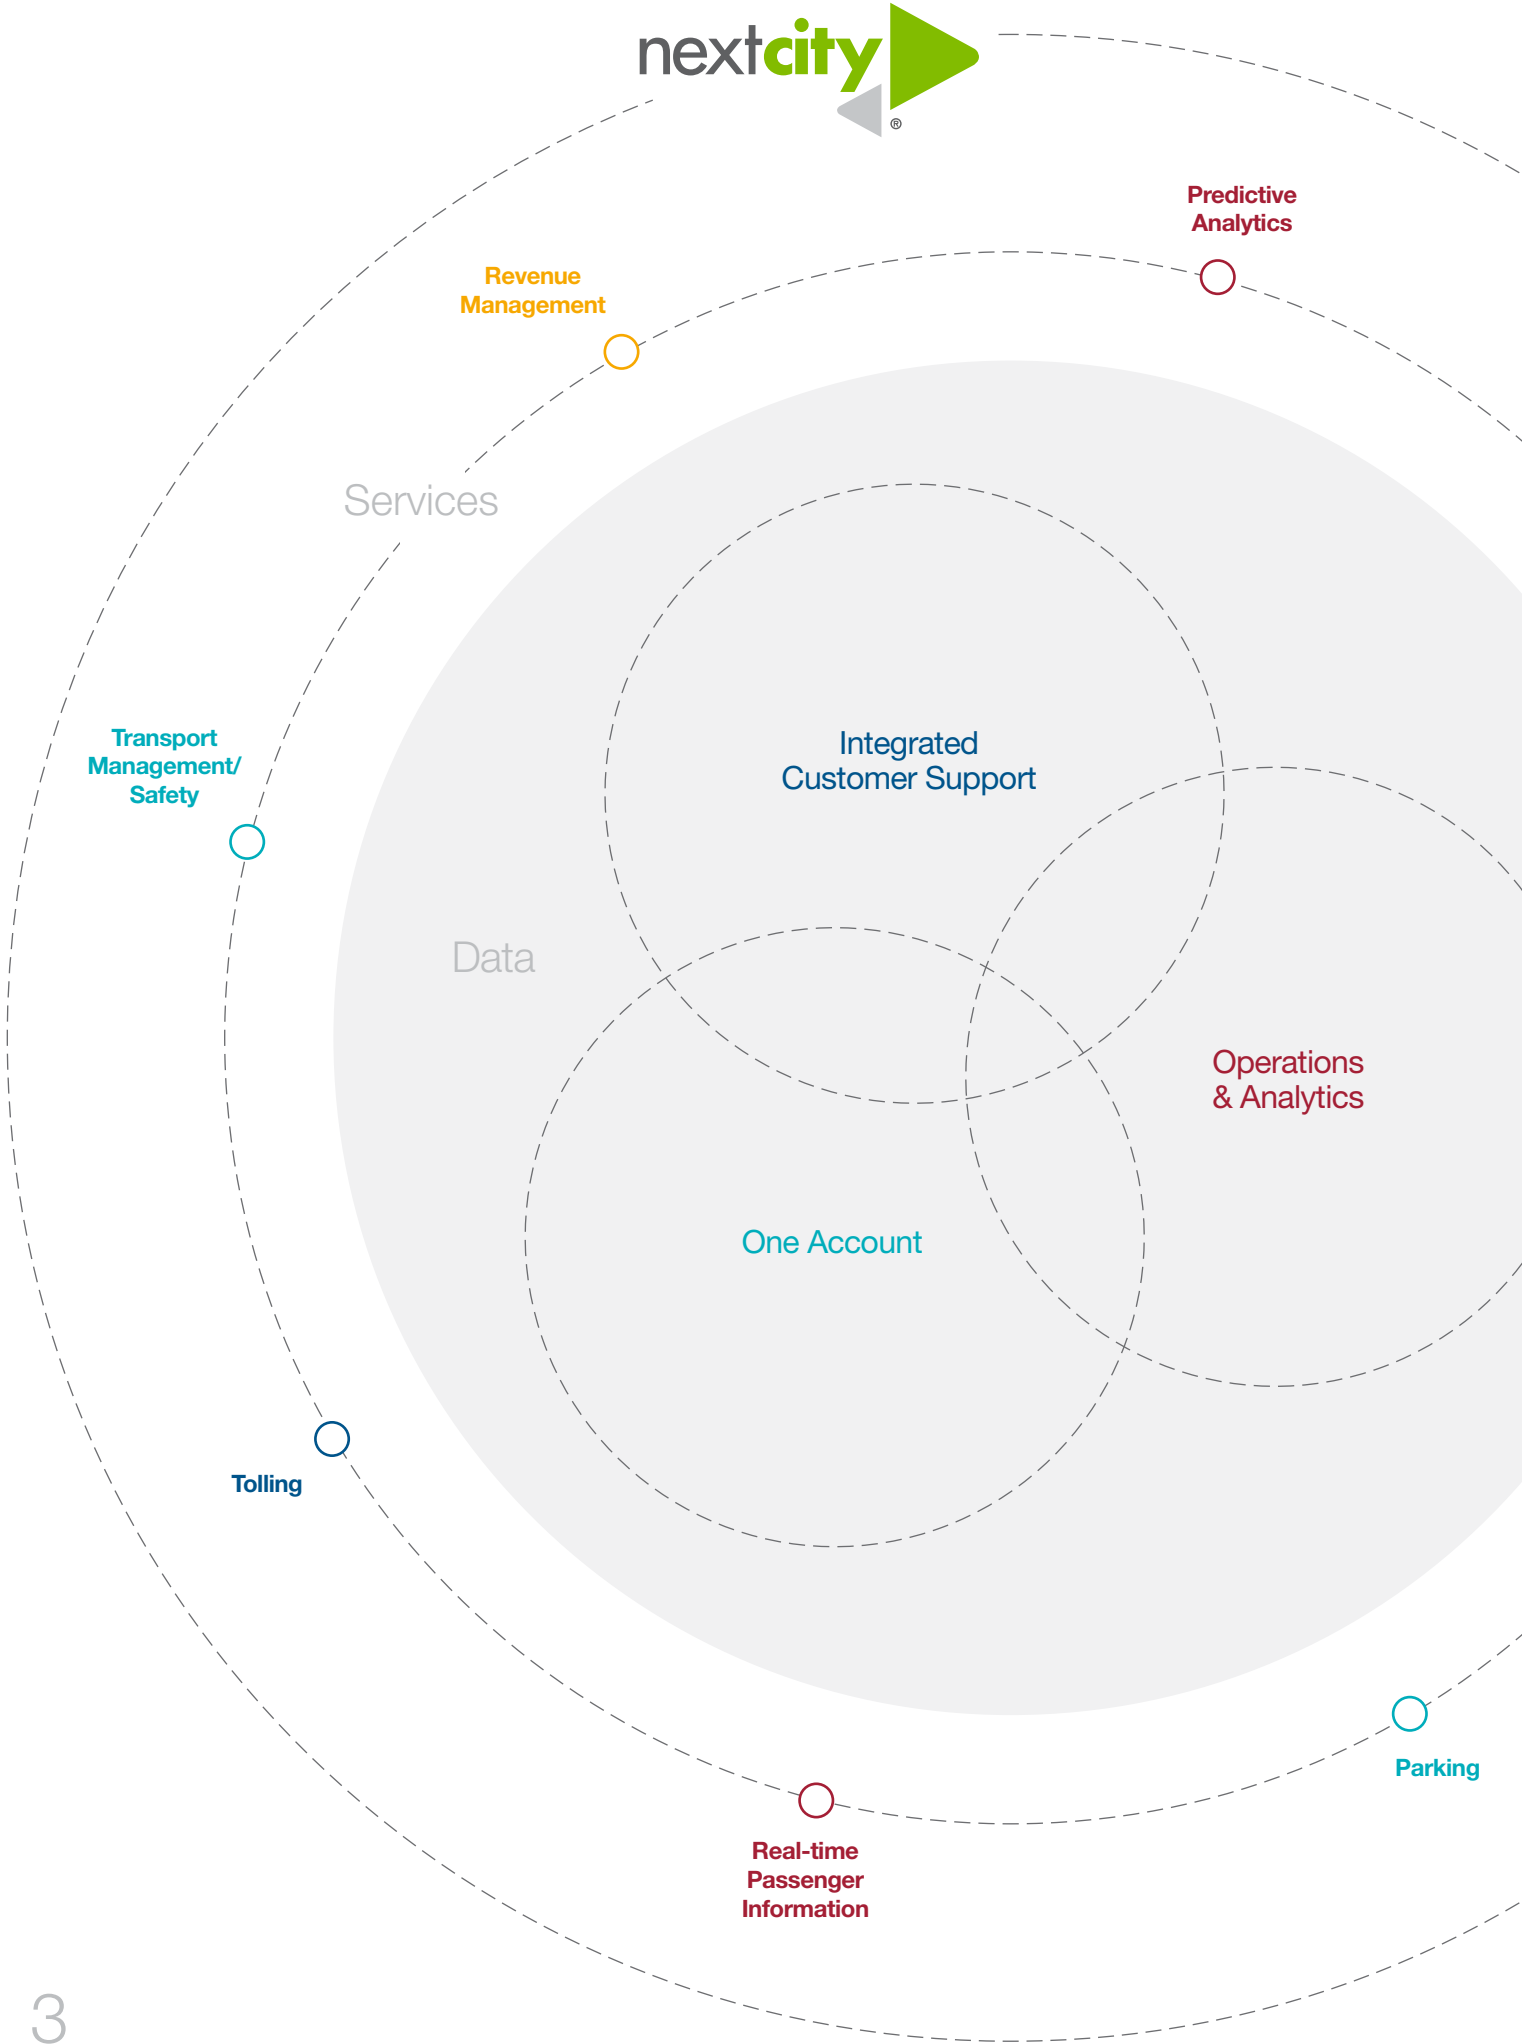 nextcity
®
Predictive
Analytics
Revenue
Management
Services
Transport
Management/
Safety
Integrated
Customer Support
Data
Operations
& Analytics
One Account
Tolling
Parking
Real-time
Passenger
Information
3